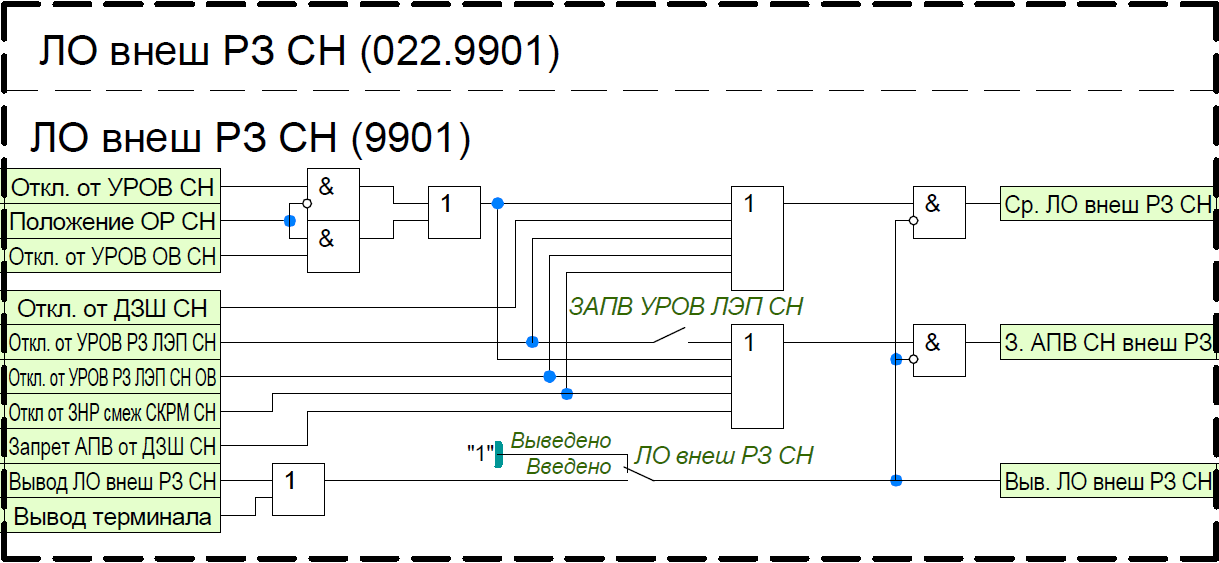 ЛО внеш РЗ СН (022.9901)
ЛО внеш РЗ СН (9901)
Откл. от УРОВ СН
Положение ОР СН
Откл. от УРОВ ОВ СН
&
&
1
1
&
Ср. ЛО внеш РЗ СН
Откл. от ДЗШ СН
Откл. от УРОВ РЗ ЛЭП СН
Откл. от УРОВ РЗ ЛЭП СН ОВ
Откл от ЗНР смеж СКРМ СН
Запрет АПВ от ДЗШ СН
Вывод ЛО внеш РЗ СН
Вывод терминала
ЗАПВ УРОВ ЛЭП СН
1
&
З. АПВ СН внеш РЗ
1
"1"
Выведено
Введено
ЛО внеш РЗ СН
Выв. ЛО внеш РЗ СН